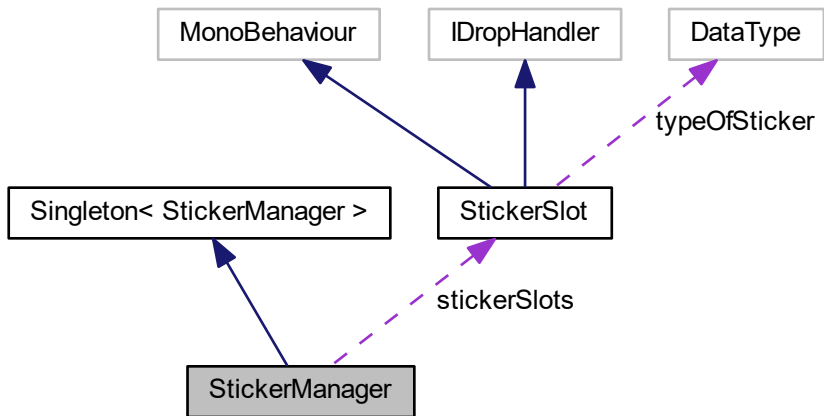 MonoBehaviour
IDropHandler
DataType
typeOfSticker
Singleton< StickerManager >
StickerSlot
stickerSlots
StickerManager